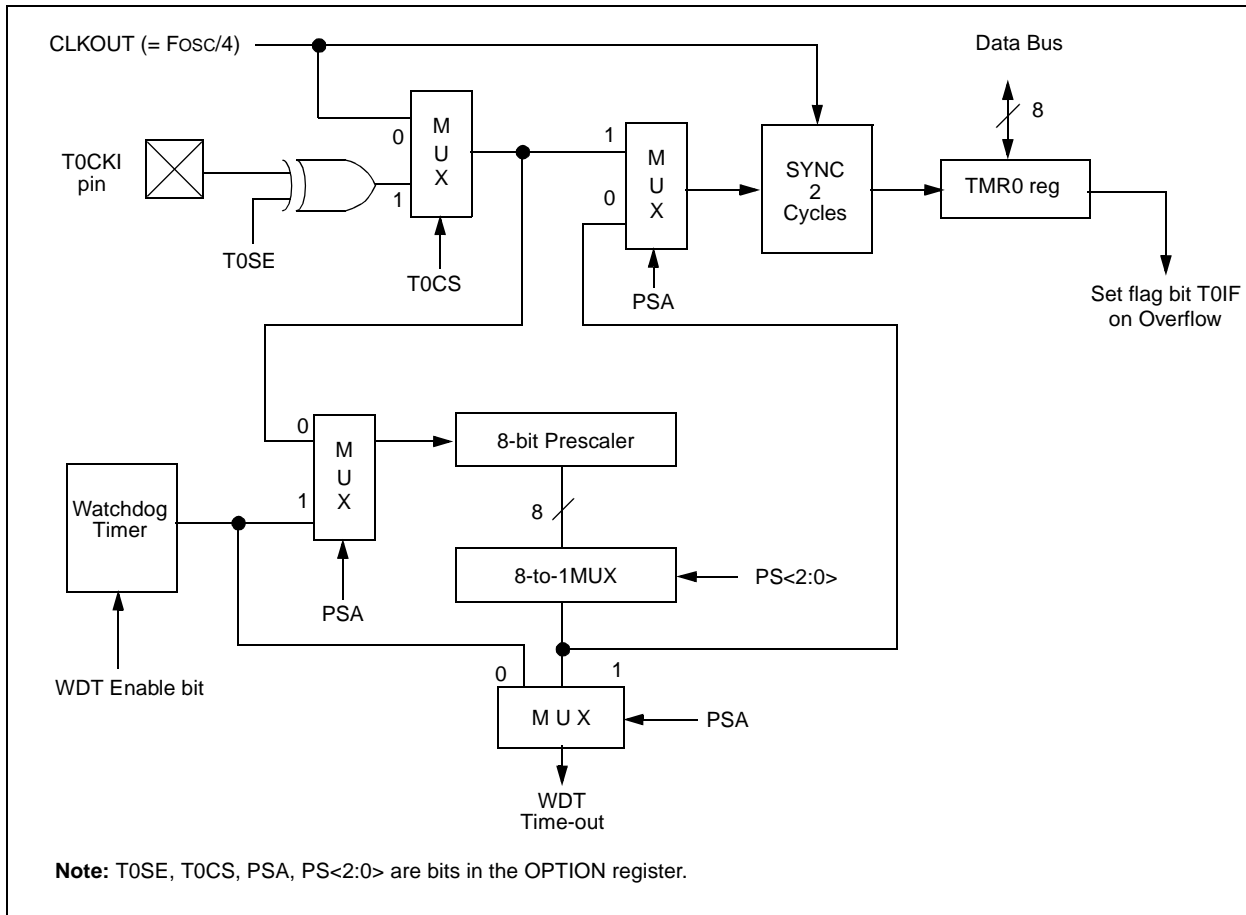 CLKOUT (= FOSC/4)
Data Bus
8
T0CKI
pin
T0SE
0
1
M
U
X
T0CS
1
0
M
U
X
PSA
SYNC
2
Cycles
TMR0 reg
Set flag bit T0IF
on Overflow
0
1
M
U
X
PSA
8-bit Prescaler
8
8-to-1MUX
PS<2:0>
Watchdog
Timer
WDT Enable bit
0
1
M U X
PSA
WDT
Time-out
Note: T0SE, T0CS, PSA, PS<2:0> are bits in the OPTION register.